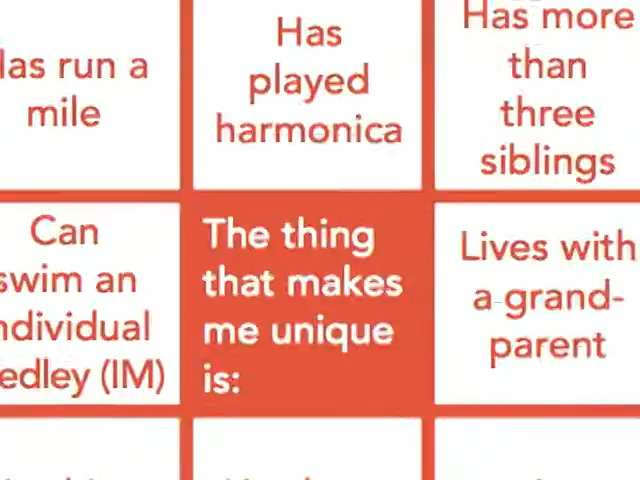 Has
played
harmonica
Has more
than
three
siblings
as run a
mile
Can
swim an
ndividual
edley (IM)
The thing
that makes
me unique
is:
Lives with
a grand-
parent